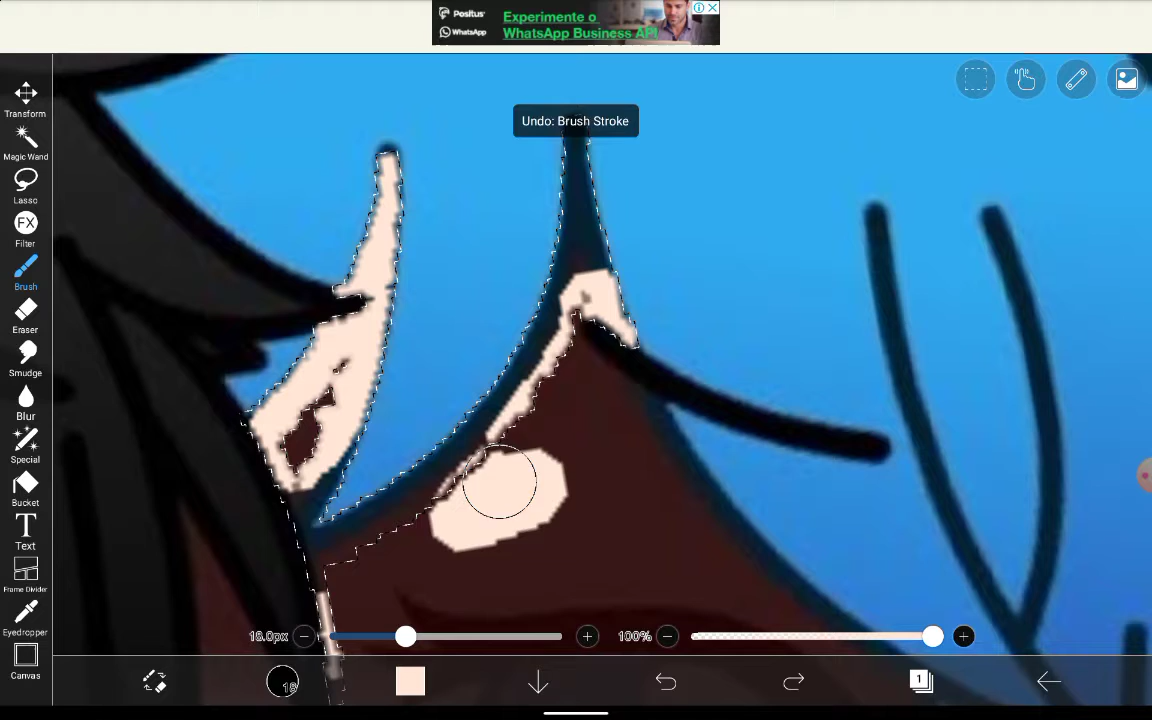 Positus
WhatsApp
Experimente o
WhatsApp Business API
Undo: Brush Stroke
Transform
Magic Wand
Lasso
FX
Filter
Brush
Eraser
Smudge
Blur
Special
Bucket
T
Text
Frame Divider
Eyedropper
Canvas
18.0px
100%
18
1